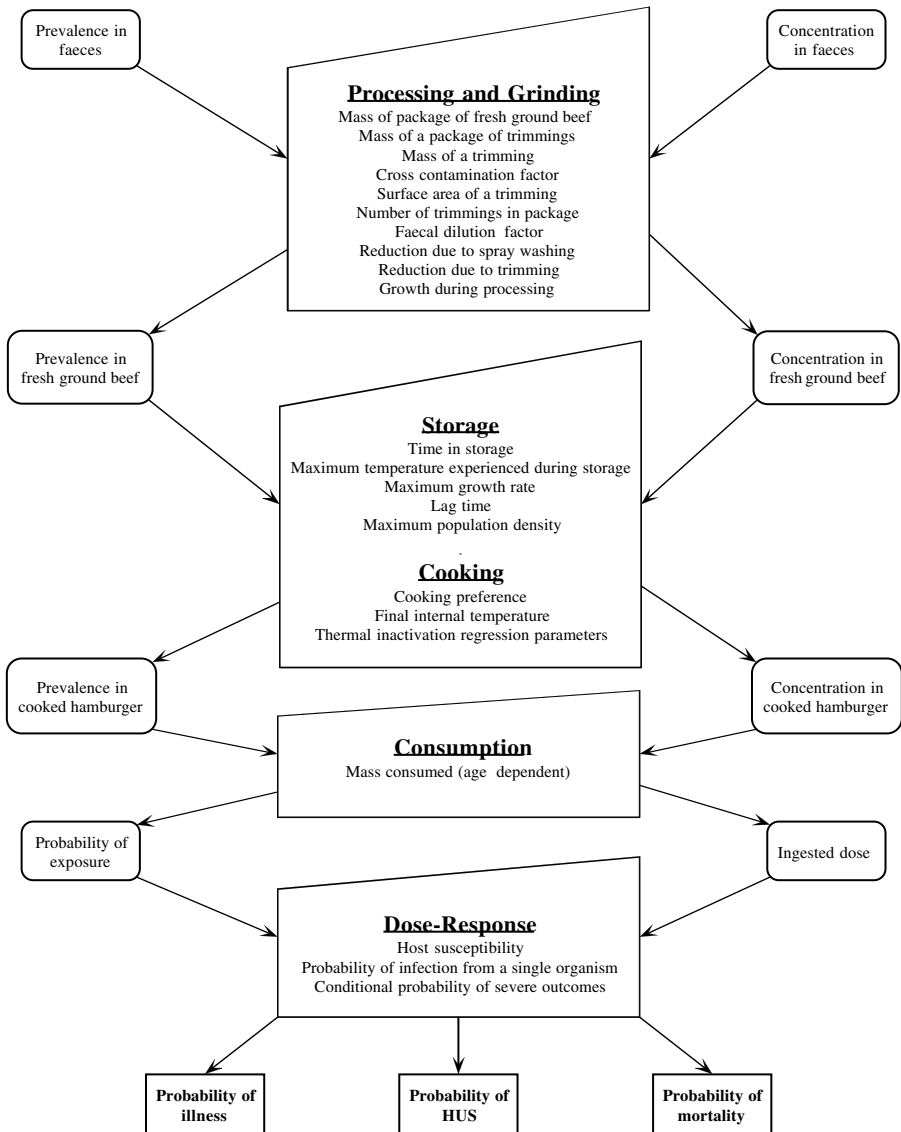 Prevalence in
faeces
Concentration
in faeces
Processing and Grinding
Mass of package of fresh ground beef
Mass of a package of trimmings
Mass of a trimming
Cross contamination factor
Surface area of a trimming
Number of trimmings in package
Faecal dilution factor
Reduction due to spray washing
Reduction due to trimming
Growth during processing
Prevalence in
fresh ground beef
Concentration in
fresh ground beef
Storage
Time in storage
Maximum temperature experienced during storage
Maximum growth rate
Lag time
Maximum population density
.
Cooking
Cooking preference
Final internal temperature
Thermal inactivation regression parameters
Prevalence in
cooked hamburger
Concentration in
cooked hamburger
Consumption
Mass consumed (age dependent)
Probability of
exposure
Ingested dose
Dose-Response
Host susceptibility
Probability of infection from a single organism
Conditional probability of severe outcomes
Probability of
illness
Probability of
HUS
Probability of
mortality